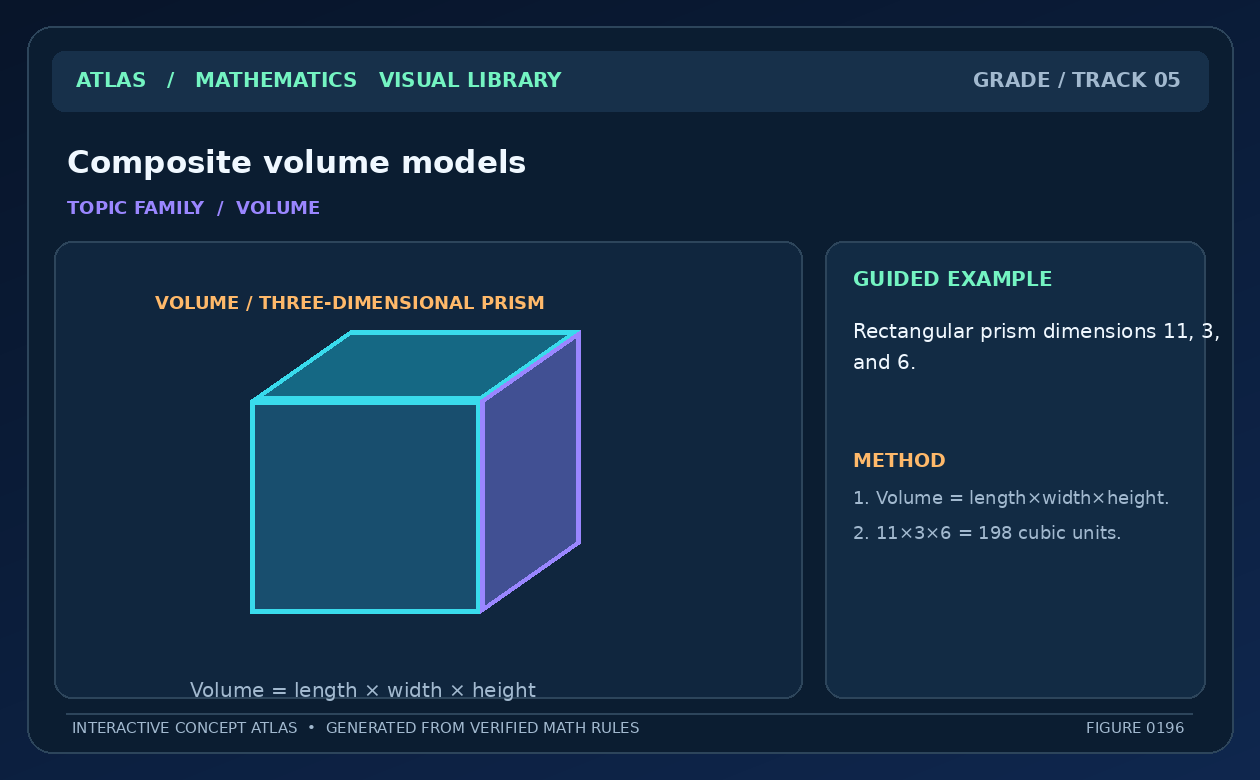 ATLAS / MATHEMATICS VISUAL LIBRARY
GRADE / TRACK 05
Composite volume models
TOPIC FAMILY / VOLUME
VOLUME / THREE-DIMENSIONAL PRISM
Volume = length × width × height
GUIDED EXAMPLE
Rectangular prism dimensions 11, 3,
and 6.
METHOD
1. Volume = length×width×height.
2. 11×3×6 = 198 cubic units.
INTERACTIVE CONCEPT ATLAS • GENERATED FROM VERIFIED MATH RULES
FIGURE 0196